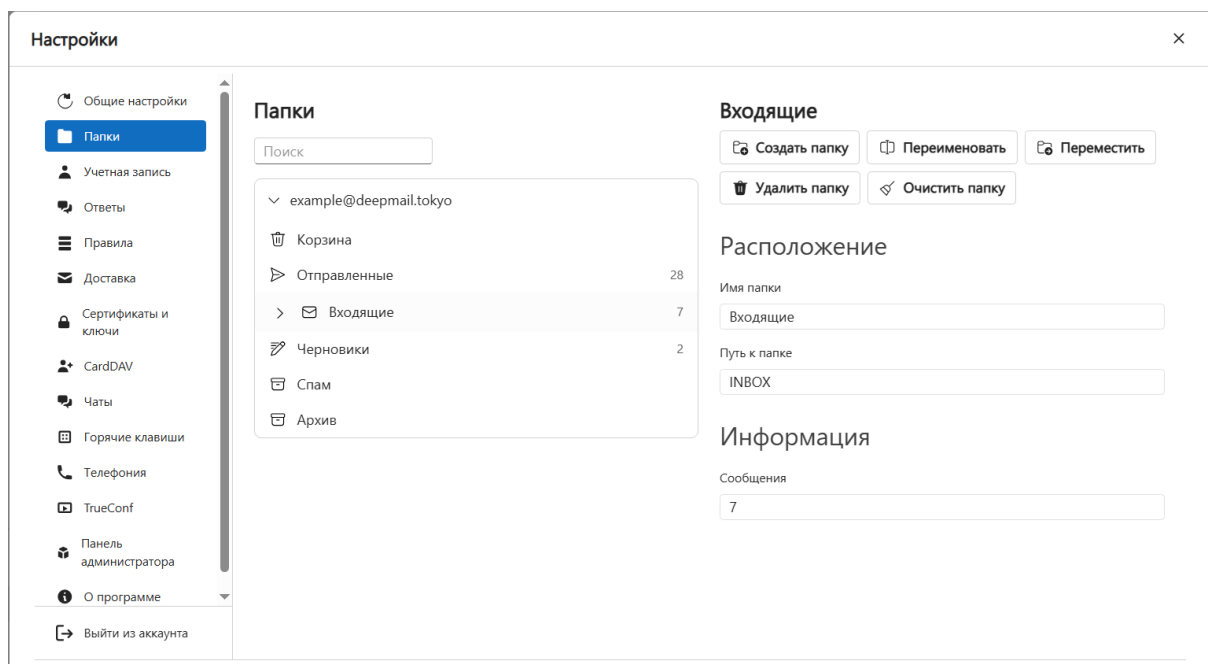 Настройки
Общие настройки
Папки
Учетная запись
Ответы
Правила
Доставка
Сертификаты и
ключи
CardDAV
Чаты
Горячие клавиши
Телефония
TrueConf
Панель
администратора
О программе
Выйти из аккаунта
Папки
Поиск
example@deepmail.tokyo
Корзина
Отправленные 28
Входящие 7
Черновики 2
Спам
Архив
Входящие
Создать папку Переименовать Переместить
Удалить папку Очистить папку
Расположение
Имя папки
Входящие
Путь к папке
INBOX
Информация
Сообщения
7